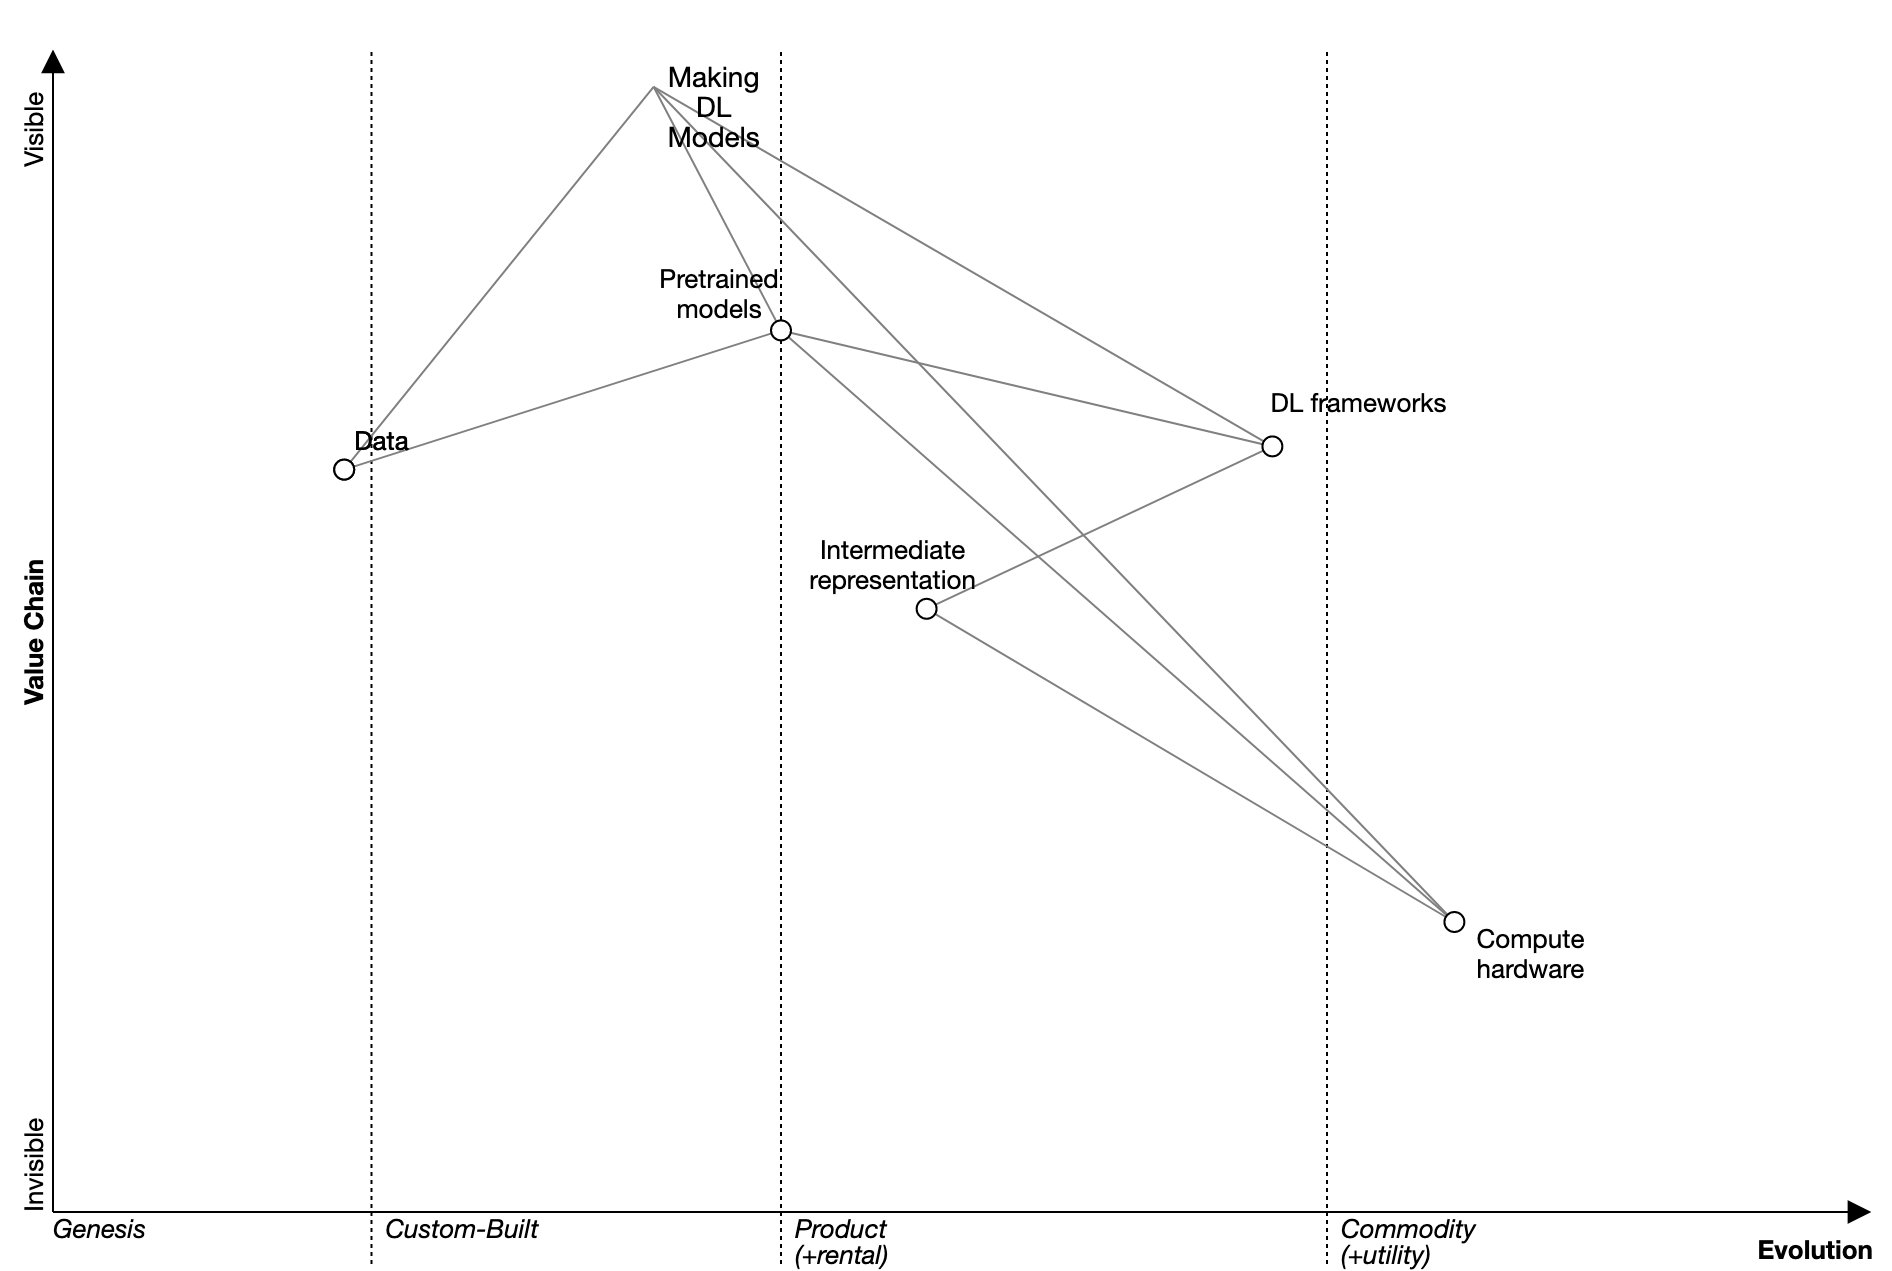 Visible
Making
DL
Models
Pretrained
models
DL frameworks
Data
Intermediate
representation
Value Chain
Compute
hardware
Invisible
Genesis
Custom-Built
Product
(+rental)
Commodity
(+utility)
Evolution